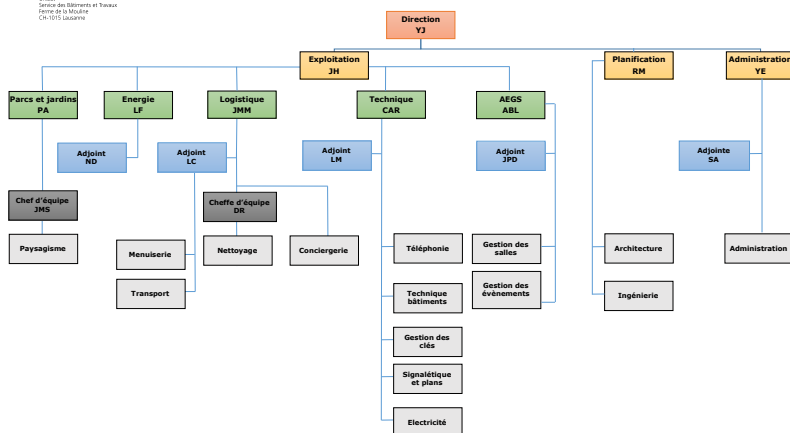 Service des Bâtiments et Travaux
Ferme de la Mouline
CH-1015 Lausanne
Direction
YJ
Exploitation
JH
Planification
RM
Administration
YE
Parcs et jardins
PA
Energie
LF
Logistique
JMM
Technique
CAR
AEGS
ABL
Adjoint
ND
Adjoint
LC
Adjoint
LM
Adjoint
JPD
Adjointe
SA
Chef d'équipe
JMS
Cheffe d'équipe
DR
Paysagisme
Menuiserie
Nettoyage
Conciergerie
Téléphonie
Gestion des
salles
Architecture
Administration
Transport
Technique
bâtiments
Gestion des
évènements
Ingénierie
Gestion des
clés
Signalétique
et plans
Electricité